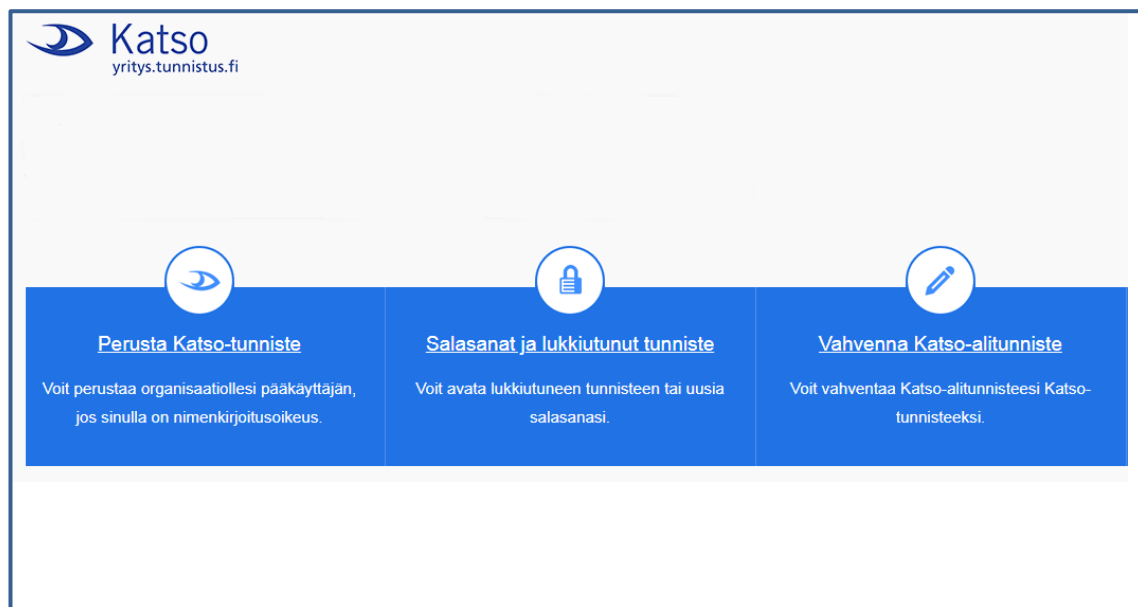 Katso
yritys.tunnistus.fi
Perusta Katso-tunniste
Voit perustaa organisaatiollesi pääkäyttäjän,
jos sinulla on nimenkirjoitusoikeus.
Salasanat ja lukkiutunut tunniste
Voit avata lukkiutuneen tunnisteen tai uusia
salasanasi.
Vahvenna Katso-alitunniste
Voit vahventaa Katso-alitunnisteesi Katso-
tunnisteeksi.